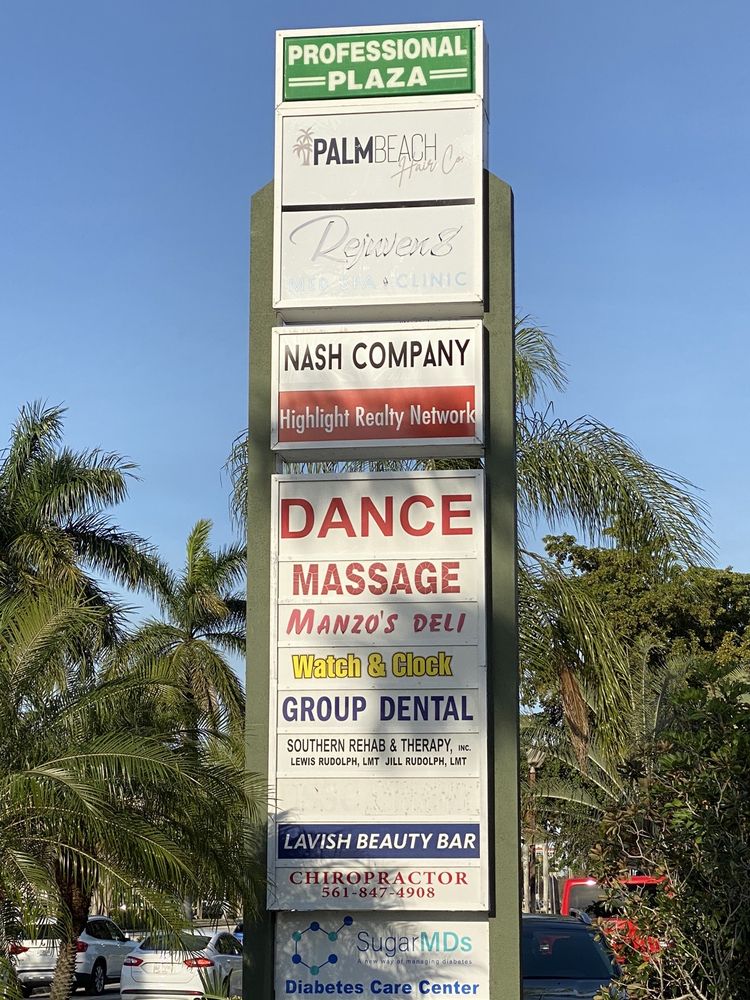 PROFESSIONAL
PLAZA
PALMBEACH
Hair Co.
Rejuven8
MED SPA & CLINIC
NASH COMPANY
Highlight Realty Network
DANCE
MASSAGE
MANZO'S DELI
Watch & Clock
GROUP DENTAL
SOUTHERN REHAB & THERAPY, INC.
LEWIS RUDOLPH, LMT JILL RUDOLPH, LMT
LAVISH BEAUTY BAR
CHIROPRACTOR
561-847-4908
SugarMDs
A new way of managing diabetes
Diabetes Care Center